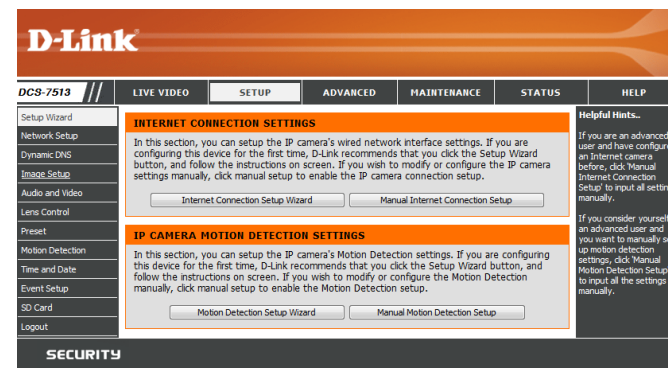 D-Link
DCS-7513 // LIVE VIDEO SETUP ADVANCED MAINTENANCE STATUS HELP
Setup Wizard
Network Setup
Dynamic DNS
Image Setup
Audio and Video
Lens Control
Preset
Motion Detection
Time and Date
Event Setup
SD Card
Logout
INTERNET CONNECTION SETTINGS
In this section, you can setup the IP camera's wired network interface settings. If you are
configuring this device for the first time, D-Link recommends that you click the Setup Wizard
button, and follow the instructions on screen. If you wish to modify or configure the IP camera
settings manually, click manual setup to enable the IP camera connection setup.
Internet Connection Setup Wizard Manual Internet Connection Setup
IP CAMERA MOTION DETECTION SETTINGS
In this section, you can setup the IP camera's Motion Detection settings. If you are configuring
this device for the first time, D-Link recommends that you click the Setup Wizard button, and
follow the instructions on screen. If you wish to modify or configure the Motion Detection
manually, click manual setup to enable the Motion Detection setup.
Motion Detection Setup Wizard Manual Motion Detection Setup
Helpful Hints..
If you are an advanced
user and have configure
an Internet camera
before, click 'Manual
Internet Connection
Setup' to input all settin
manually.
If you consider yourself
an advanced user and
you want to manually se
up motion detection
settings, click 'Manual
Motion Detection Setup
to input all the settings
manually.
SECURITY